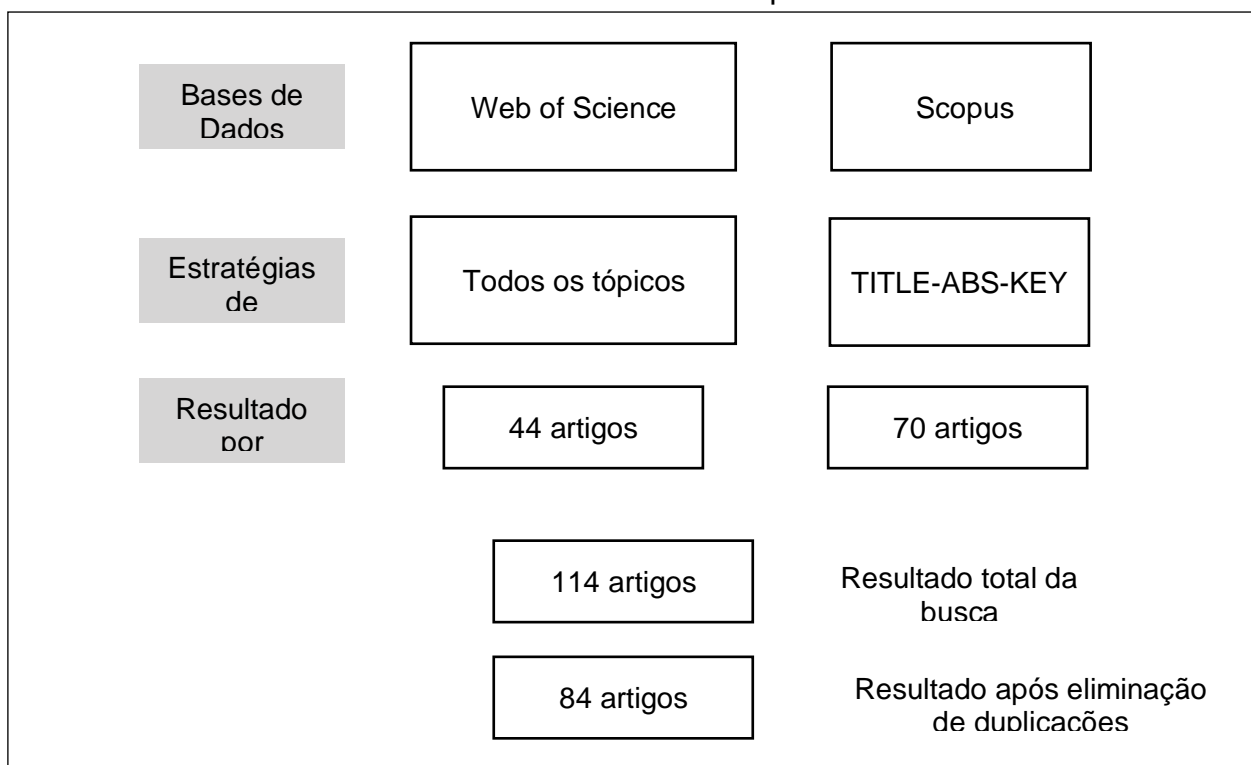 Bases de
Dados
Web of Science
Scopus
Estratégias
de
Todos os tópicos
TITLE-ABS-KEY
Resultado
por
44 artigos
70 artigos
114 artigos
Resultado total da
busca
84 artigos
Resultado após eliminação
de duplicações